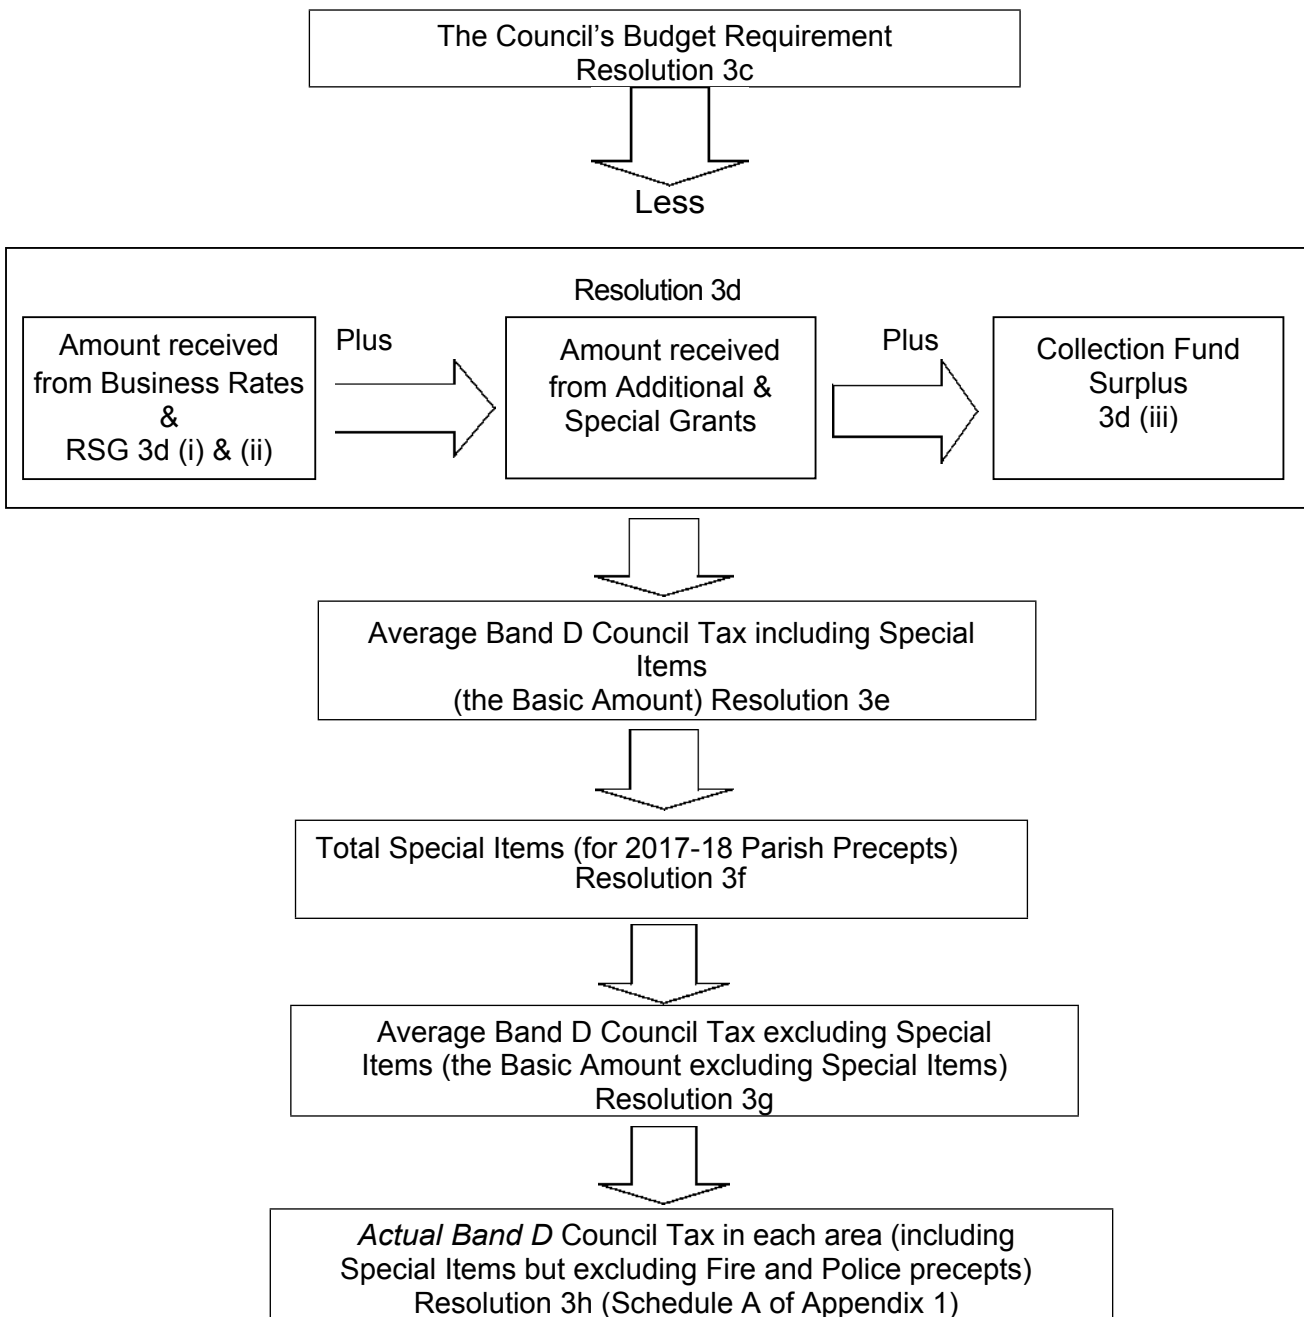 The Council's Budget Requirement
Resolution 3c
Less
Resolution 3d
Amount received
from Business Rates
&
RSG 3d (i) & (ii)
Plus
Amount received
from Additional &
Special Grants
Plus
Collection Fund
Surplus
3d (iii)
Average Band D Council Tax including Special
Items
(the Basic Amount) Resolution 3e
Total Special Items (for 2017-18 Parish Precepts)
Resolution 3f
Average Band D Council Tax excluding Special
Items (the Basic Amount excluding Special Items)
Resolution 3g
Actual Band D Council Tax in each area (including
Special Items but excluding Fire and Police precepts)
Resolution 3h (Schedule A of Appendix 1)